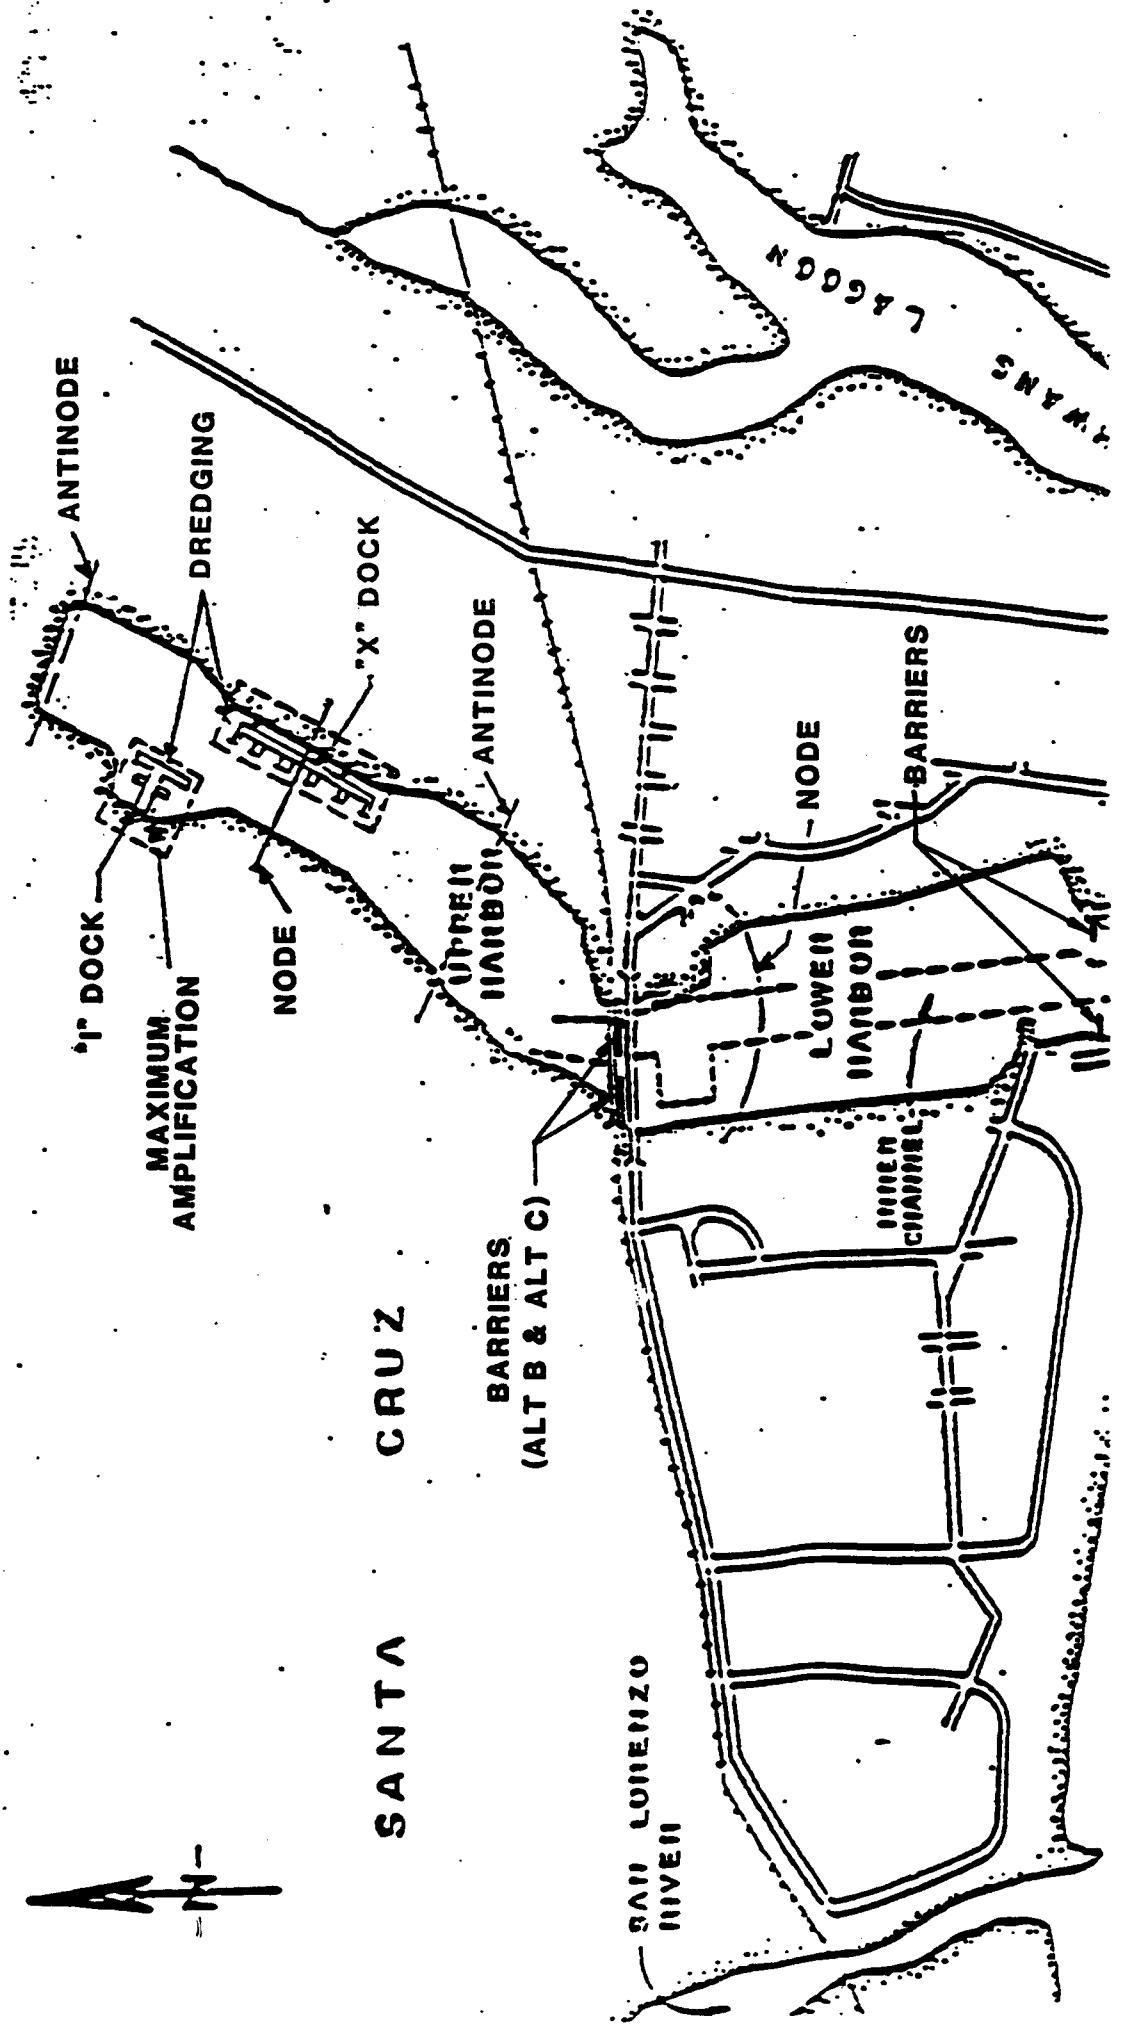 ANTINODE
DREDGING
"X" DOCK
ANTINODE
"I" DOCK
MAXIMUM
AMPLIFICATION
NODE
UPPER
HARBOR
NODE
BARRIERS
LOWER
HARBOR
INNER
CHANNEL
BARRIERS
(ALT B & ALT C)
SANTA CRUZ
SAN LORENZO
RIVER
LAGOON
N